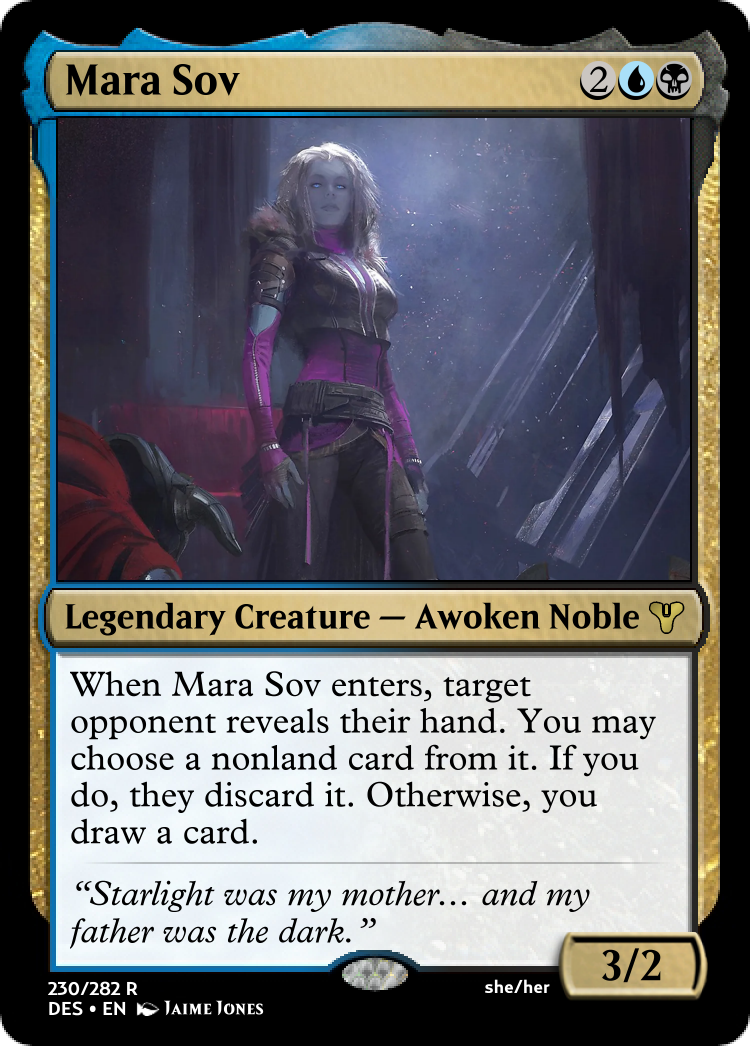 Mara Sov 2
Legendary Creature — Awoken Noble
When Mara Sov enters, target
opponent reveals their hand. You may
choose a nonland card from it. If you
do, they discard it. Otherwise, you
draw a card.
“Starlight was my mother… and my
father was the dark.”
3/2
230/282 R
she/her
DES • EN Jaime Jones